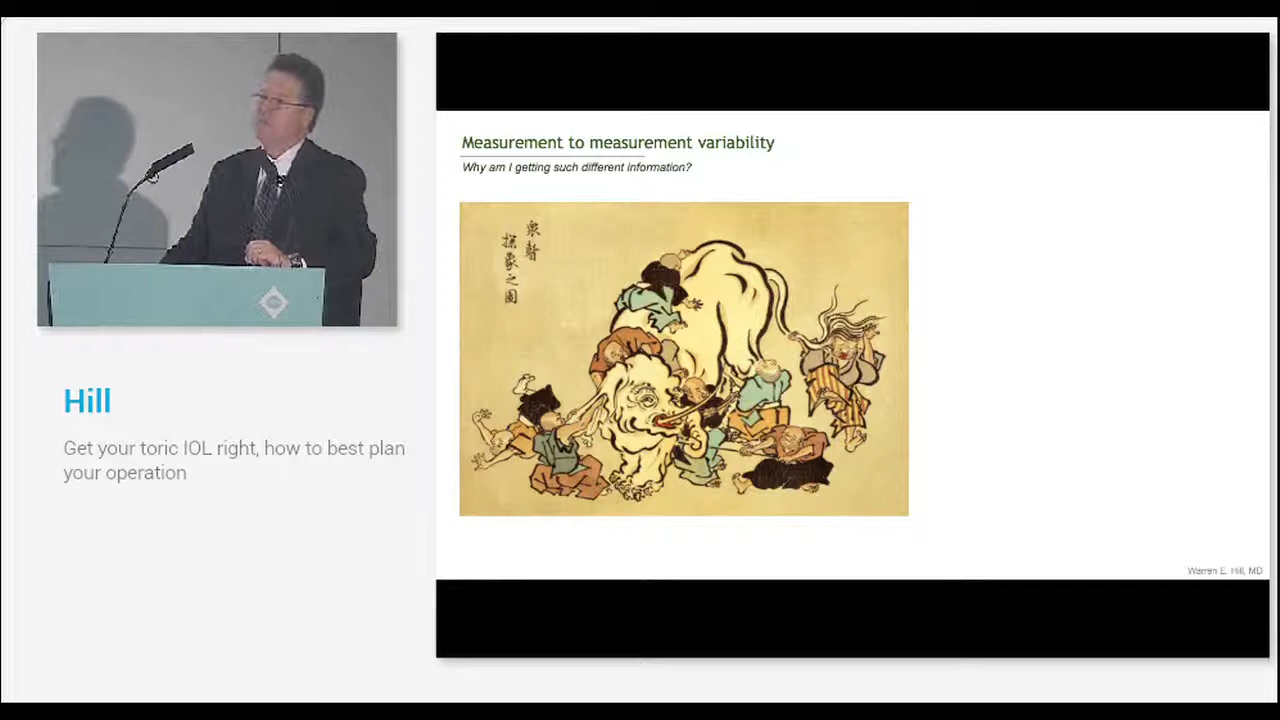 Hill
Get your toric IOL right, how to best plan
your operation
Measurement to measurement variability
Why am I getting such different information?
衆瞽
探象之圖
Warren E. Hill, MD